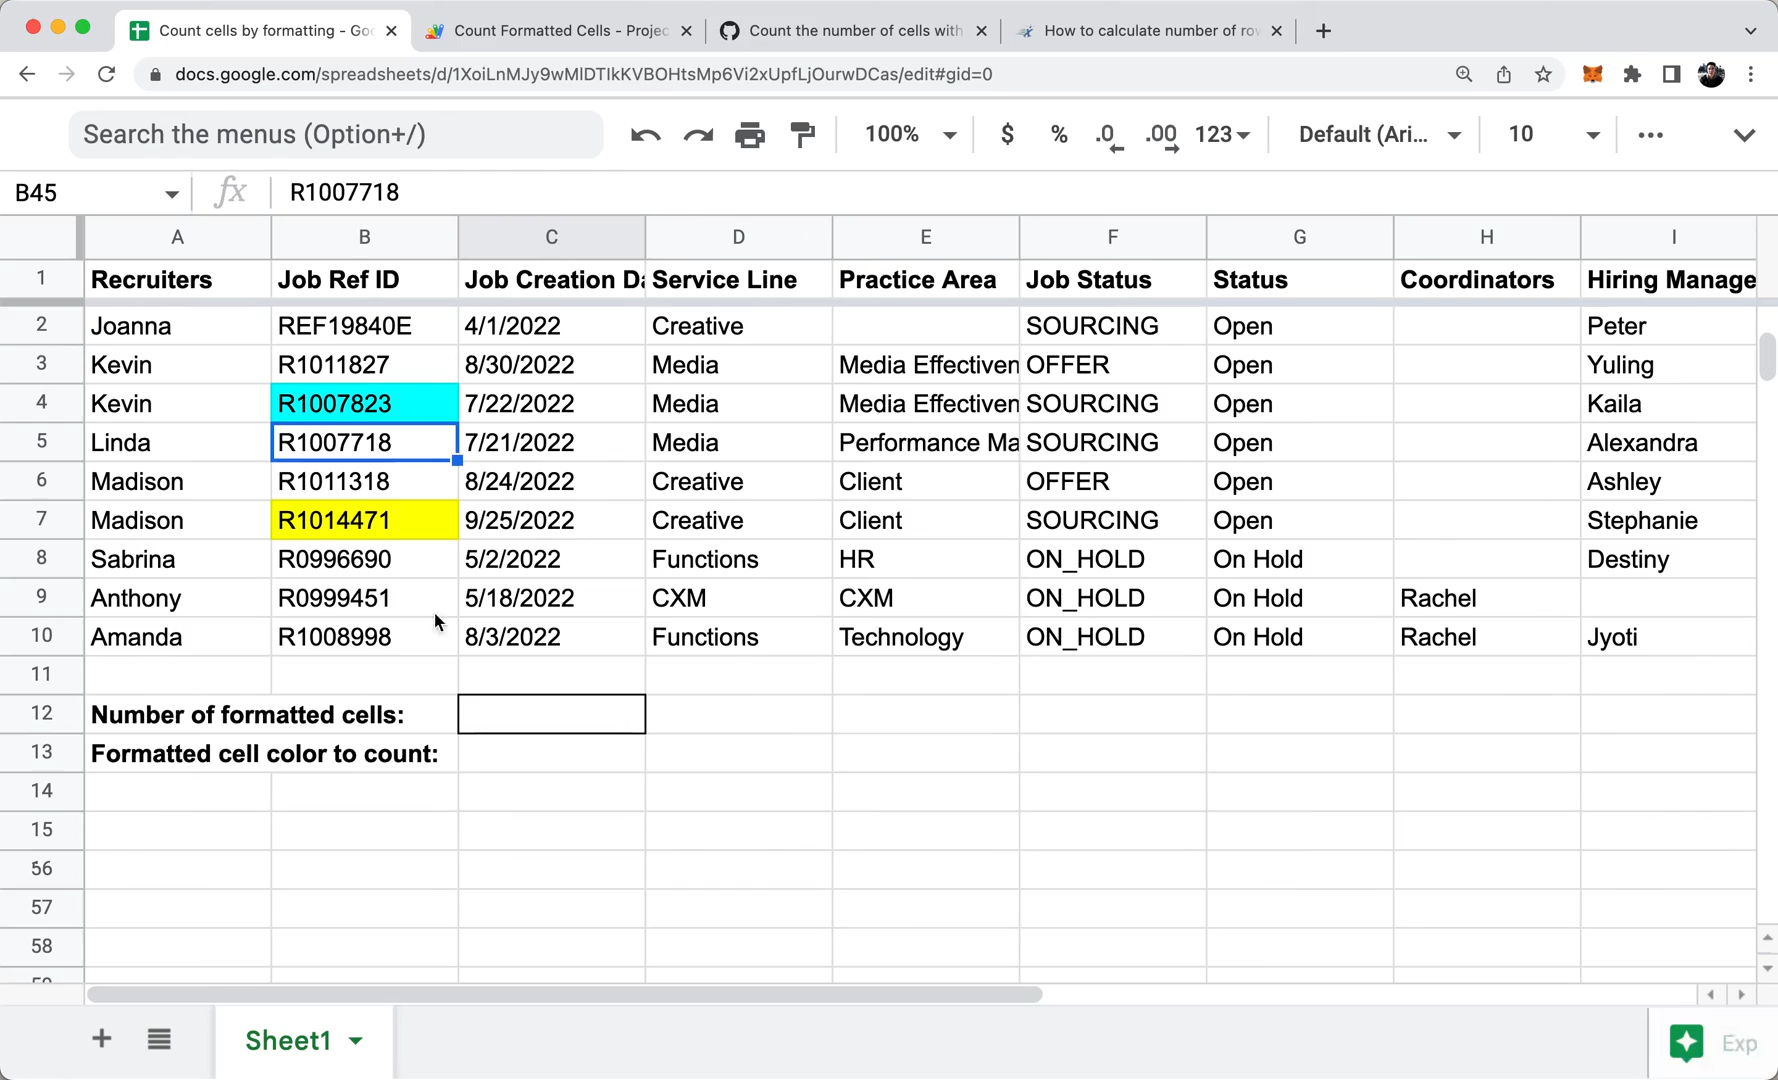 Count cells by formatting - Goo
Count Formatted Cells - Projec
Count the number of cells with
How to calculate number of rov
docs.google.com/spreadsheets/d/1XoiLnMJy9wMlDTIkKVBOHtsMp6Vi2xUpfLjOurwDCas/edit#gid=0
Search the menus (Option+/) 100% $ % .0 .00 123 Default (Ari... 10
B45 fx R1007718
A B C D E F G H I
1 Recruiters Job Ref ID Job Creation Da Service Line Practice Area Job Status Status Coordinators Hiring Manage
2 Joanna REF19840E 4/1/2022 Creative SOURCING Open Peter
3 Kevin R1011827 8/30/2022 Media Media Effectiven OFFER Open Yuling
4 Kevin R1007823 7/22/2022 Media Media Effectiven SOURCING Open Kaila
5 Linda R1007718 7/21/2022 Media Performance Ma SOURCING Open Alexandra
6 Madison R1011318 8/24/2022 Creative Client OFFER Open Ashley
7 Madison R1014471 9/25/2022 Creative Client SOURCING Open Stephanie
8 Sabrina R0996690 5/2/2022 Functions HR ON_HOLD On Hold Destiny
9 Anthony R0999451 5/18/2022 CXM CXM ON_HOLD On Hold Rachel
10 Amanda R1008998 8/3/2022 Functions Technology ON_HOLD On Hold Rachel Jyoti
11
12 Number of formatted cells:
13 Formatted cell color to count:
14
15
56
57
58
59
Sheet1
Exp